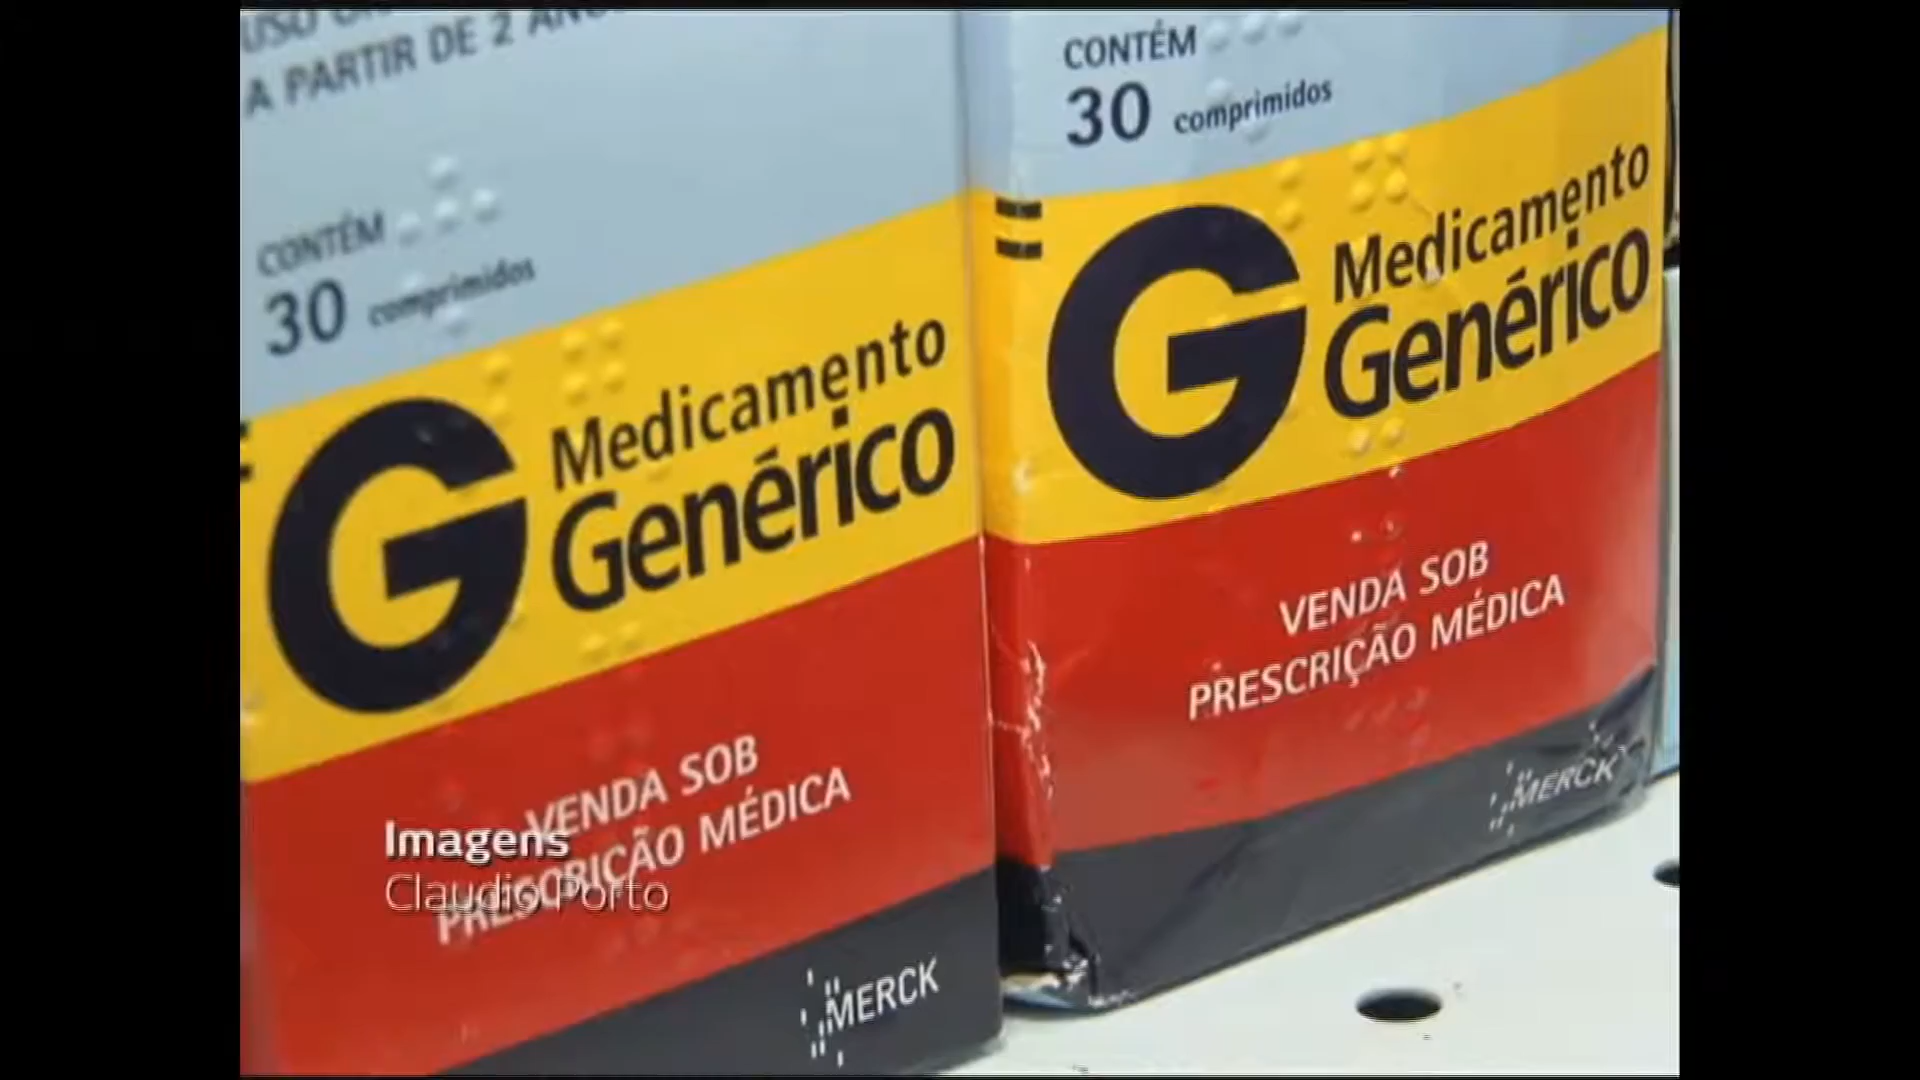 USO
A PARTIR DE 2
CONTÉM
30 comprimidos
G Medicamento
Genérico
VENDA SOB
PRESCRIÇÃO MÉDICA
MERCK
CONTÉM
30 comprimidos
G Medicamento
Genérico
VENDA SOB
PRESCRIÇÃO MÉDICA
MERCK
Imagens
Claudio Porto